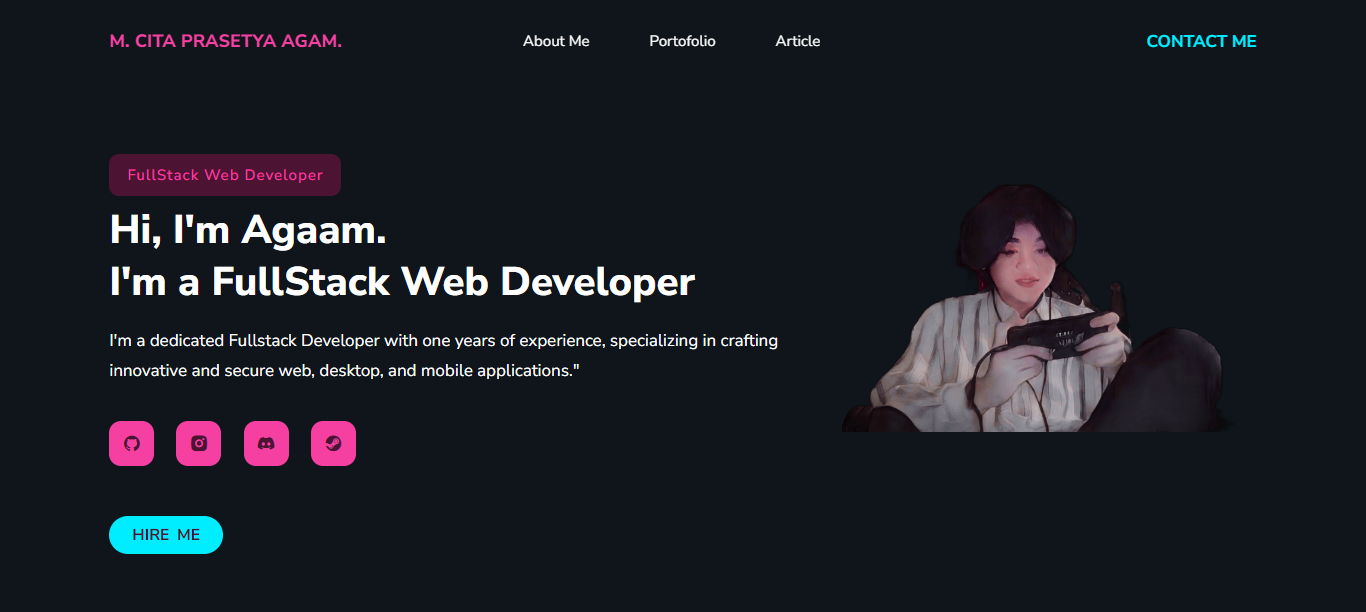 M. CITA PRASETYA AGAM.
About Me
Portofolio
Article
CONTACT ME
FullStack Web Developer
Hi, I'm Agaam.
I'm a FullStack Web Developer
I'm a dedicated Fullstack Developer with one years of experience, specializing in crafting
innovative and secure web, desktop, and mobile applications."
HIRE ME